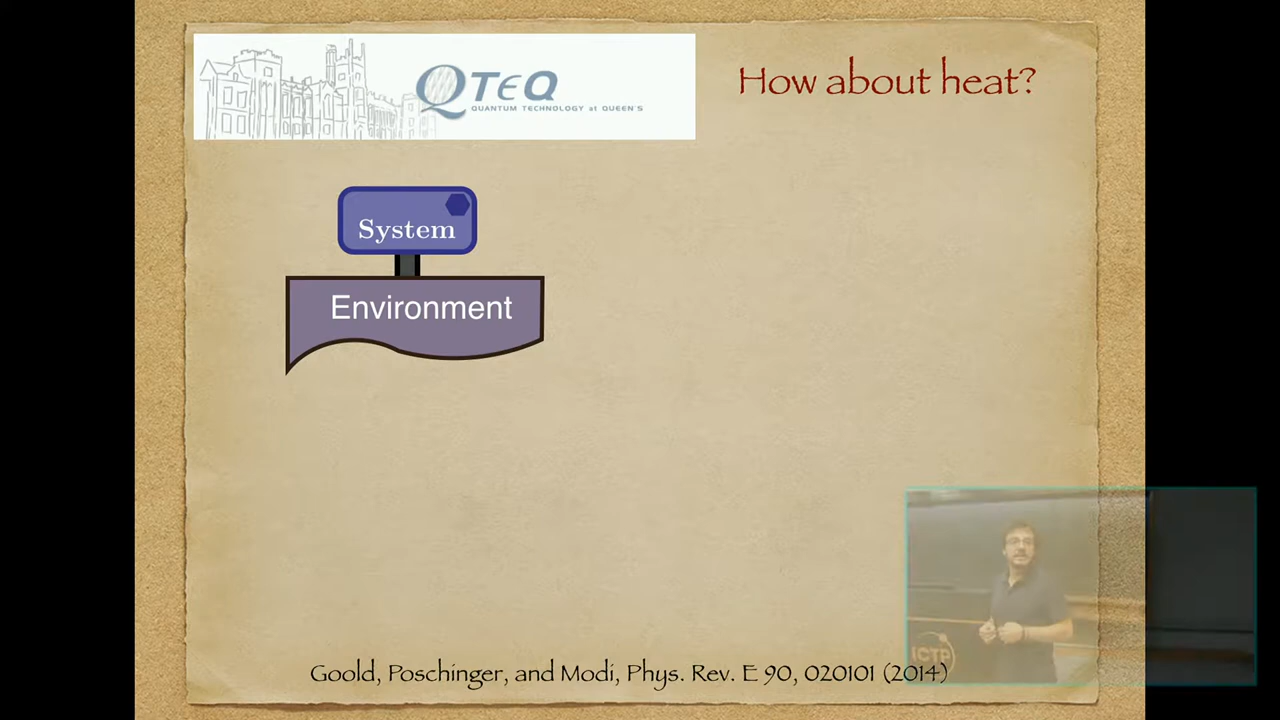 How about heat?
QTEQ
QUANTUM TECHNOLOGY at QUEEN'S
System
Environment
ICTP
Goold, Poschinger, and Modi, Phys. Rev. E 90, 020101 (2014)